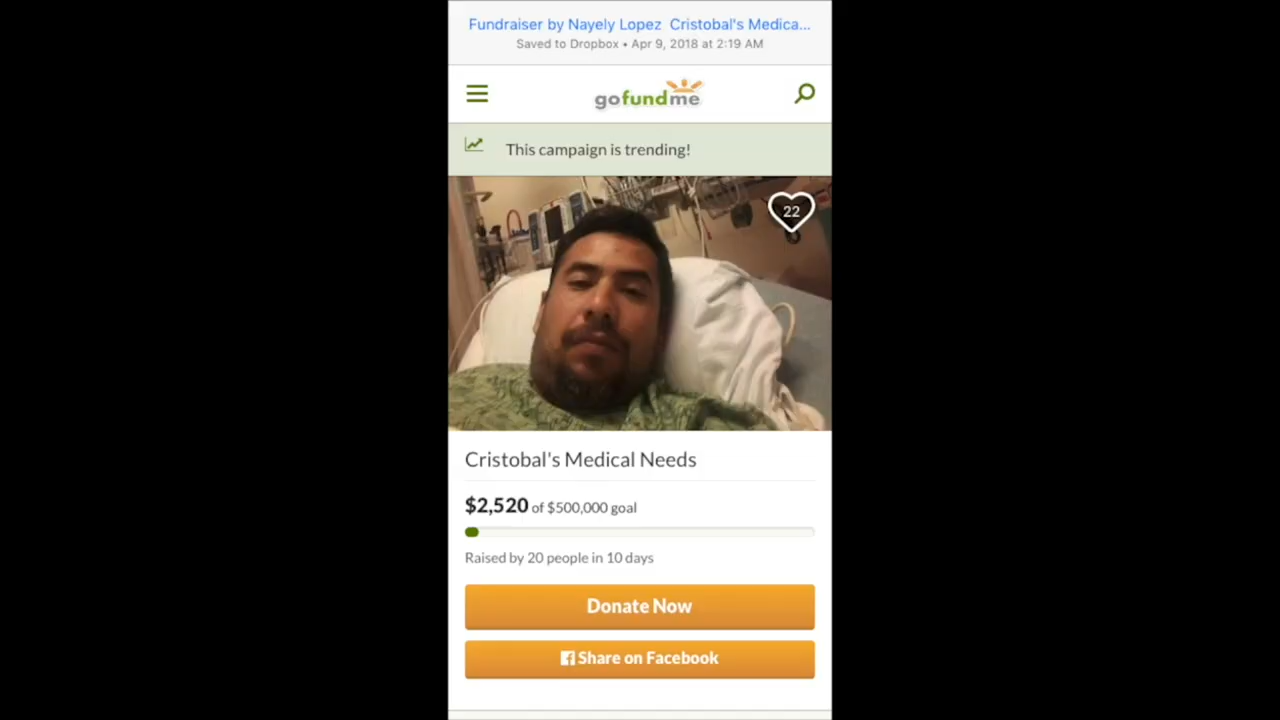 Fundraiser by Nayely Lopez  Cristobal's Medica...
Saved to Dropbox • Apr 9, 2018 at 2:19 AM
gofundme
This campaign is trending!
22
Cristobal's Medical Needs
$2,520 of $500,000 goal
Raised by 20 people in 10 days
Donate Now
Share on Facebook